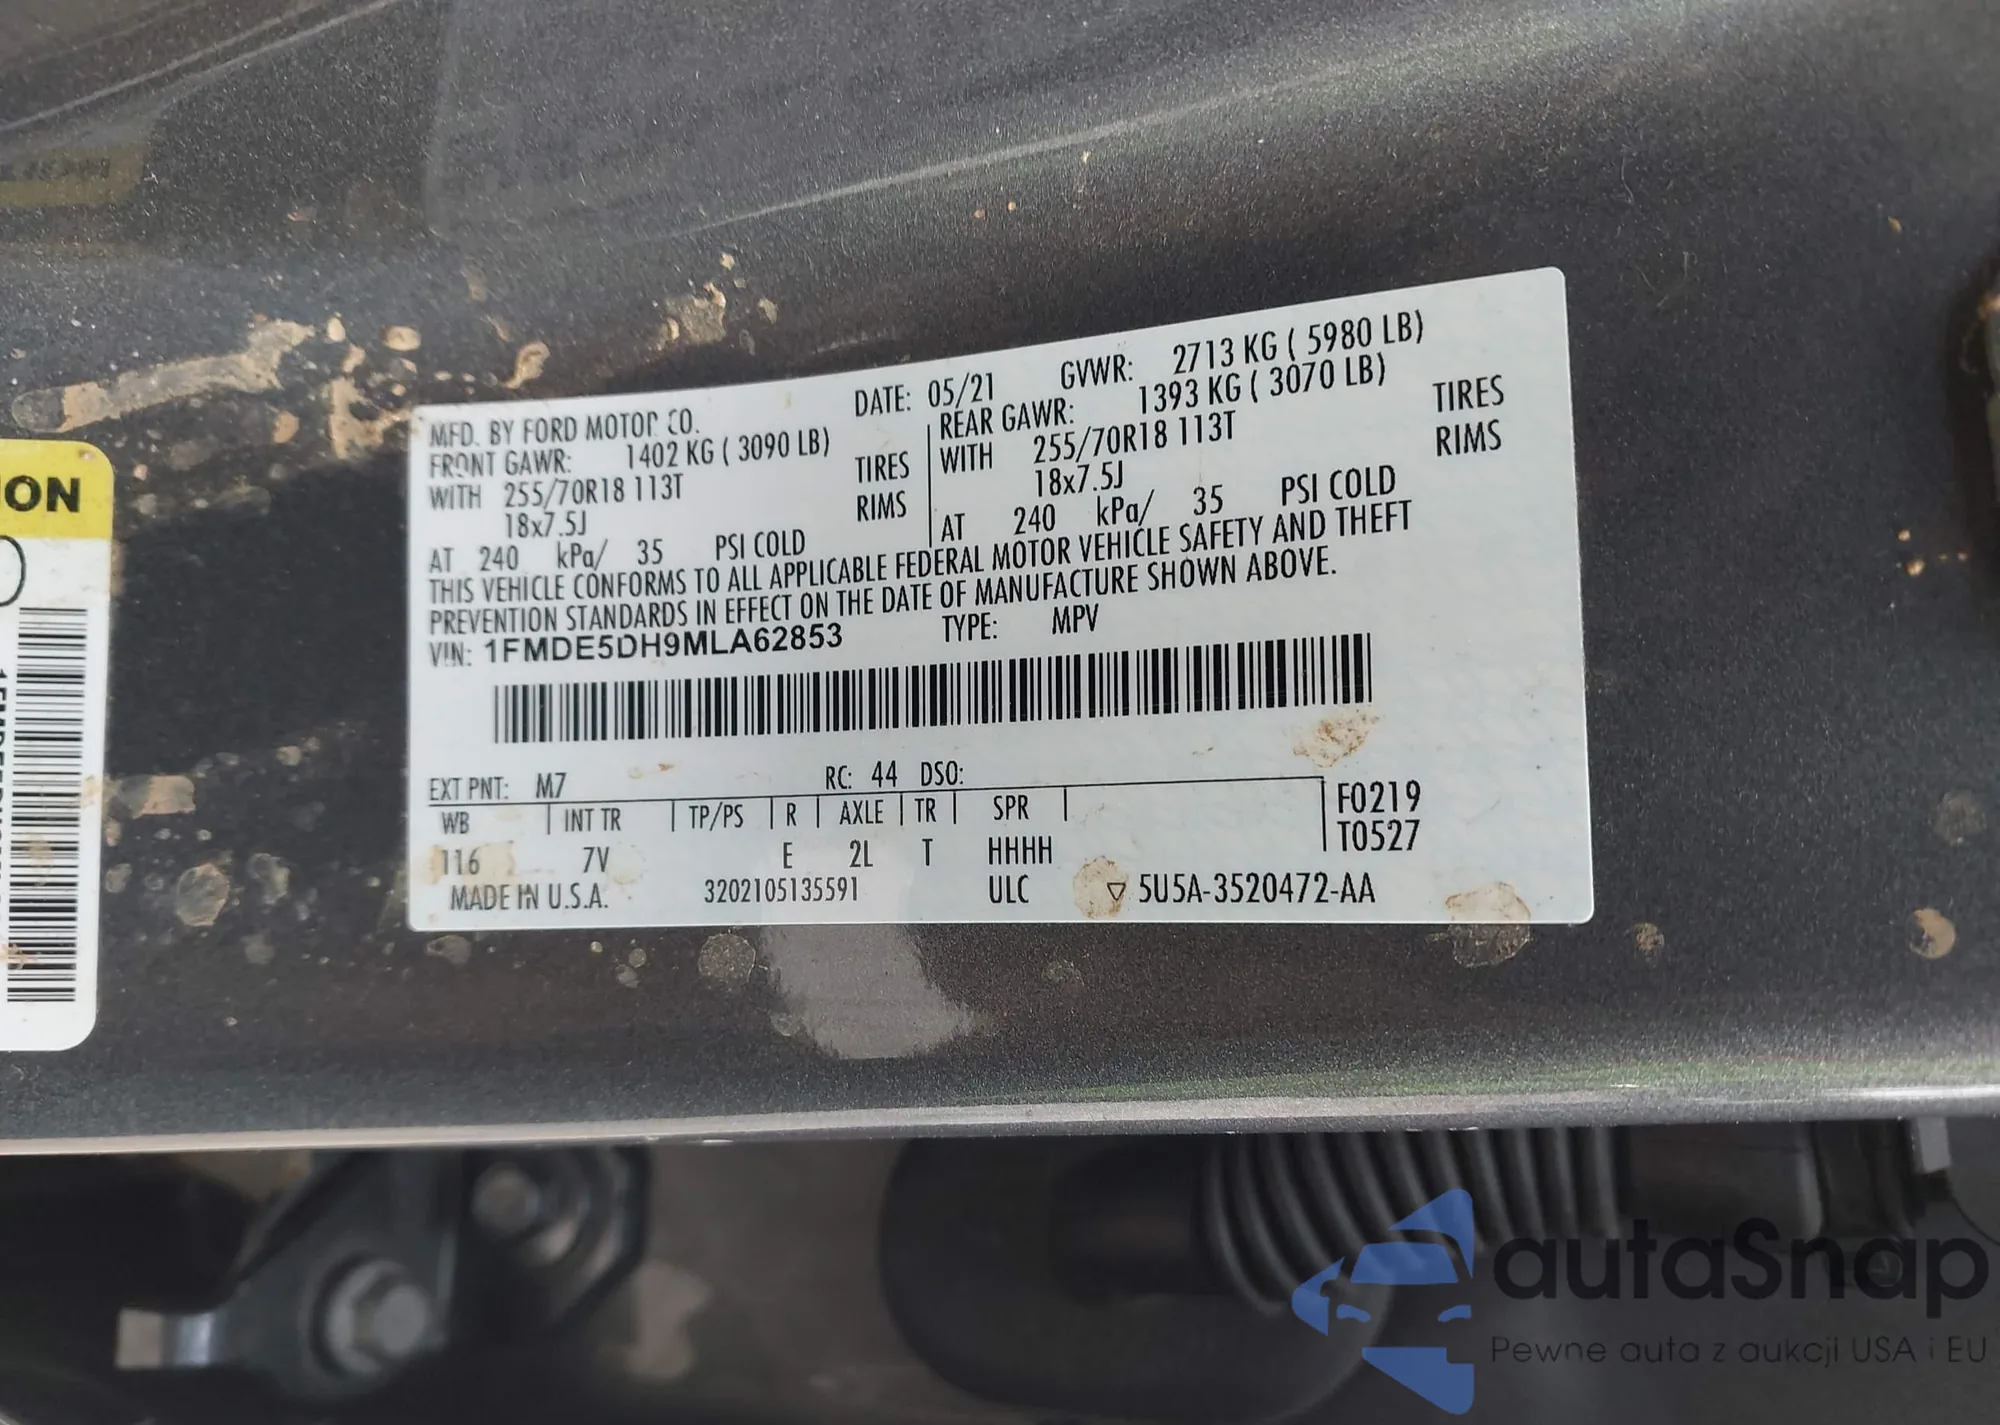 MFD. BY FORD MOTOR CO. DATE: 05/21 GVWR: 2713 KG ( 5980 LB)
FRONT GAWR: 1402 KG ( 3090 LB) REAR GAWR: 1393 KG ( 3070 LB)
WITH 255/70R18 113T TIRES WITH 255/70R18 113T TIRES
18x7.5J RIMS 18x7.5J RIMS
AT 240 kPa/ 35 PSI COLD AT 240 kPa/ 35 PSI COLD
THIS VEHICLE CONFORMS TO ALL APPLICABLE FEDERAL MOTOR VEHICLE SAFETY AND THEFT
PREVENTION STANDARDS IN EFFECT ON THE DATE OF MANUFACTURE SHOWN ABOVE.
VIN: 1FMDE5DH9MLA62853 TYPE: MPV
EXT PNT: M7 RC: 44 DSO:
WB INT TR TP/PS R AXLE TR SPR F0219
T0527
116 7V E 2L T HHHH
MADE IN U.S.A. 3202105135591 ULC ▽ 5U5A-3520472-AA
ION
autaSnap
Pewne auta z aukcji USA i EU